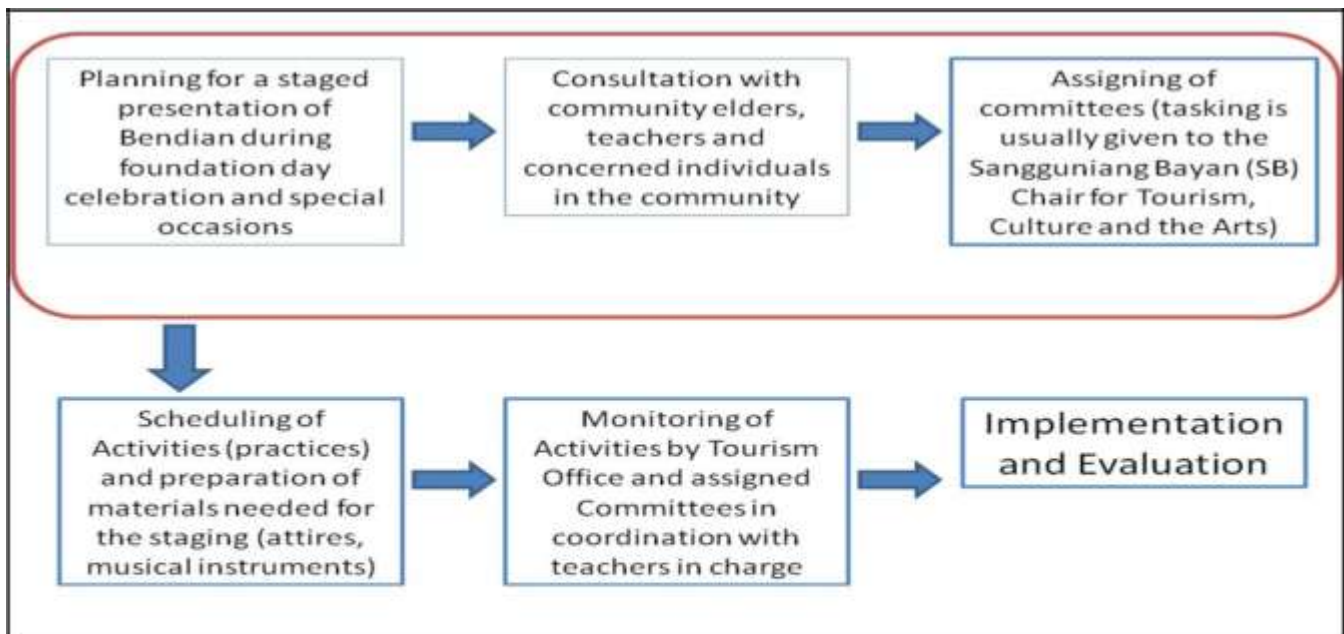 Planning for a staged
presentation of
Bendian during
foundation day
celebration and special
occasions
Consultation with
community elders,
teachers and
concerned individuals
in the community
Assigning of
committees (tasking is
usually given to the
Sangguniang Bayan (SB)
Chair for Tourism,
Culture and the Arts)
Scheduling of
Activities (practices)
and preparation of
materials needed for
the staging (attires,
musical instruments)
Monitoring of
Activities by Tourism
Office and assigned
Committees in
coordination with
teachers in charge
Implementation
and Evaluation